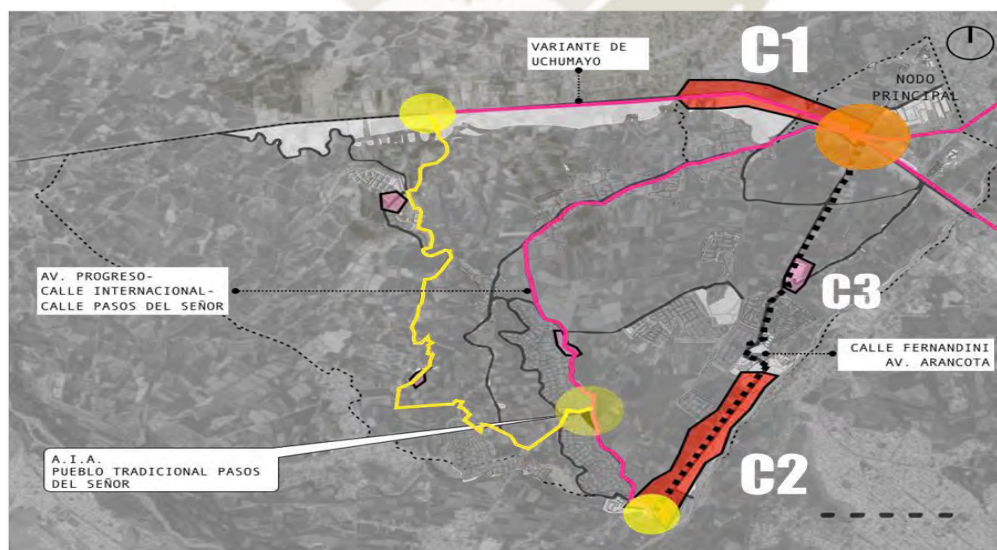 C1
VARIANTE DE
UCHUMAYO
NODO
PRINCIPAL
AV. PROGRESO-
CALLE INTERNACIONAL-
CALLE PASOS DEL SEÑOR
C3
CALLE FERNANDINI
AV. ARANCOTA
A.I.A.
PUEBLO TRADICIONAL PASOS
DEL SEÑOR
C2